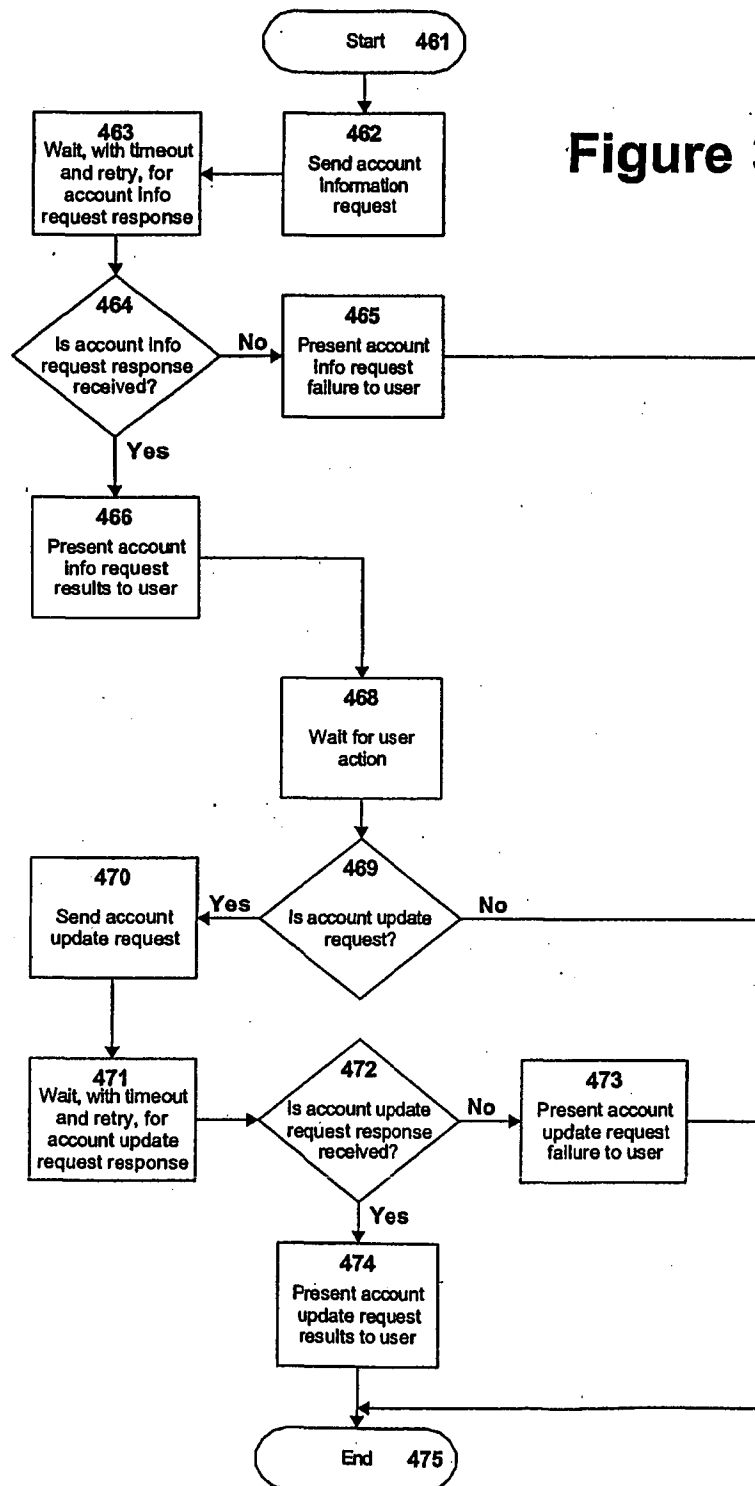 Start 461
Figure 3
463
Wait, with timeout
and retry, for
account info
request response
462
Send account
information
request
464
Is account info
request response
received?
No
465
Present account
info request
failure to user
Yes
466
Present account
info request
results to user
468
Wait for user
action
469
Is account update
request?
Yes
No
470
Send account
update request
471
Wait, with timeout
and retry, for
account update
request response
472
Is account update
request response
received?
No
473
Present account
update request
failure to user
Yes
474
Present account
update request
results to user
End 475